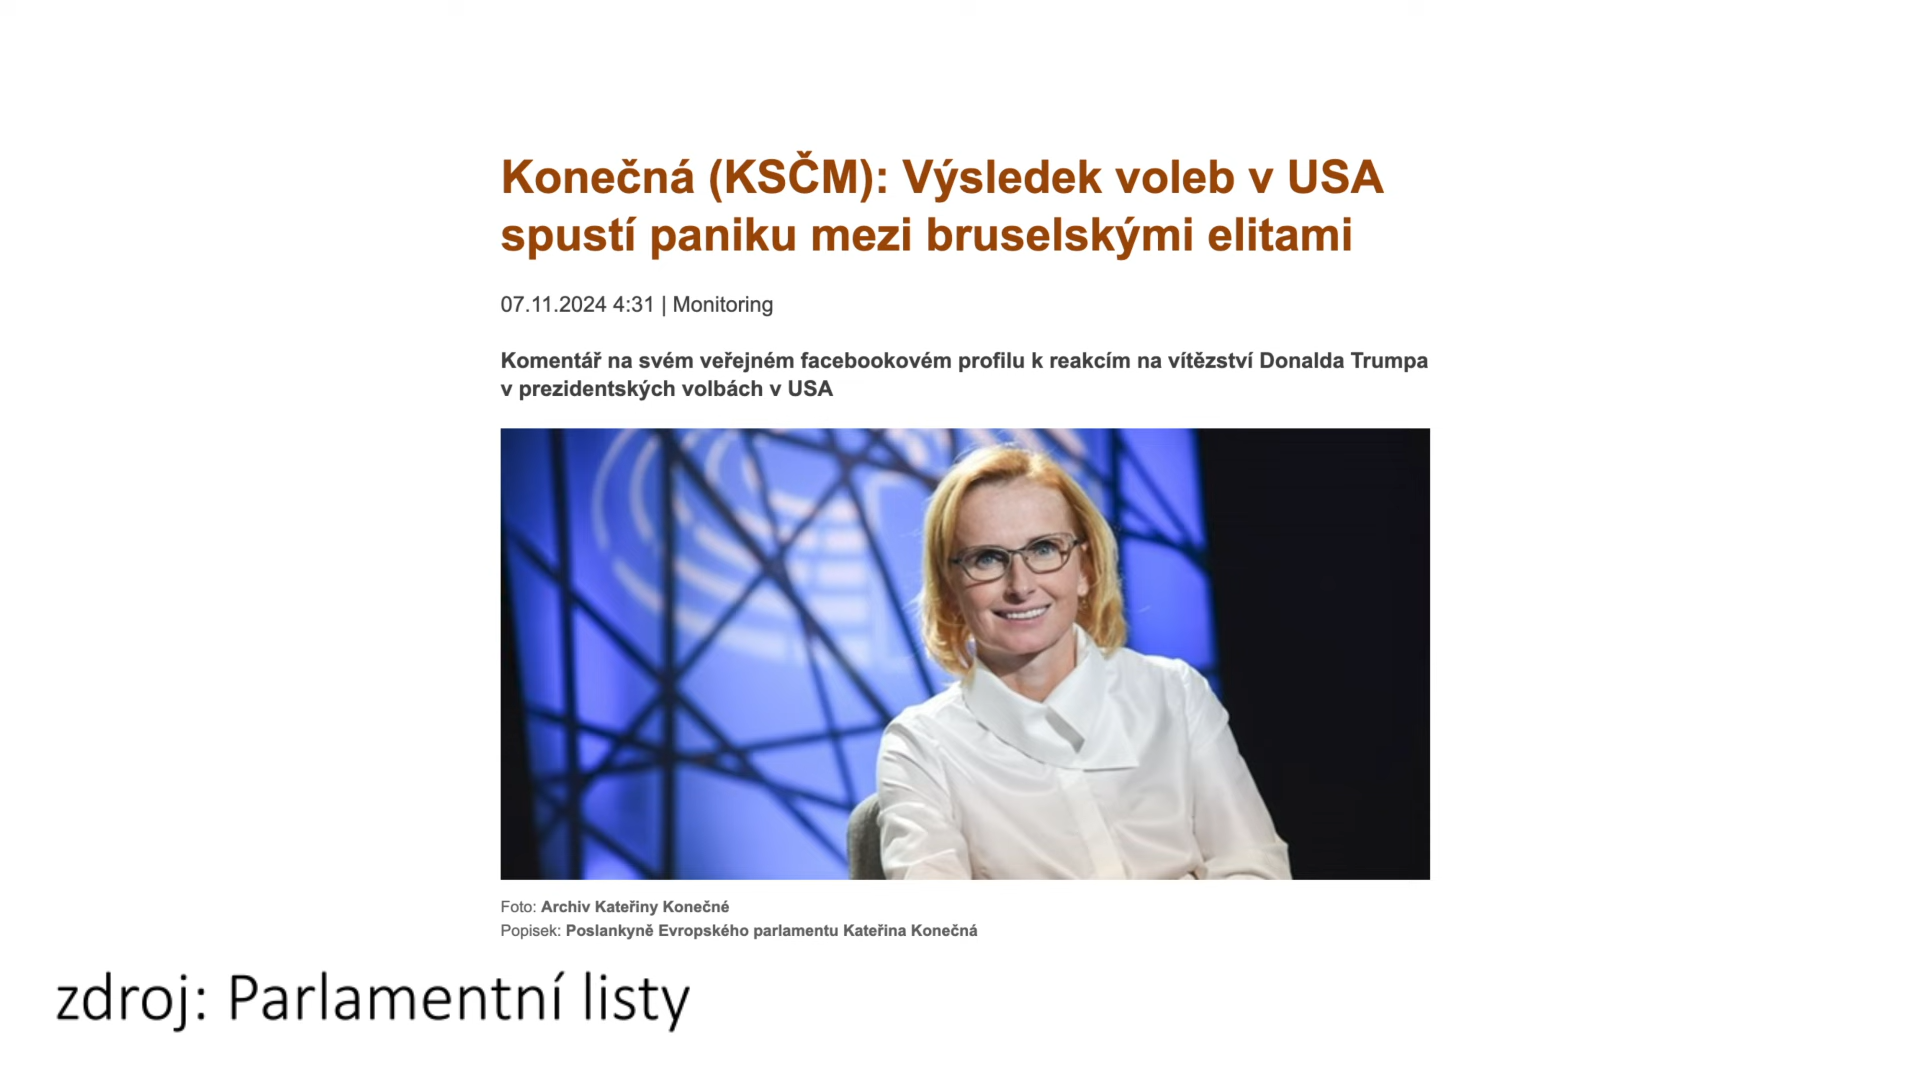 Konečná (KSČM): Výsledek voleb v USA
spustí paniku mezi bruselskými elitami
07.11.2024 4:31 | Monitoring
Komentář na svém veřejném facebookovém profilu k reakcím na vítězství Donalda Trumpa
v prezidentských volbách v USA
Foto: Archiv Kateřiny Konečné
Popisek: Poslankyně Evropského parlamentu Kateřina Konečná
zdroj: Parlamentní listy